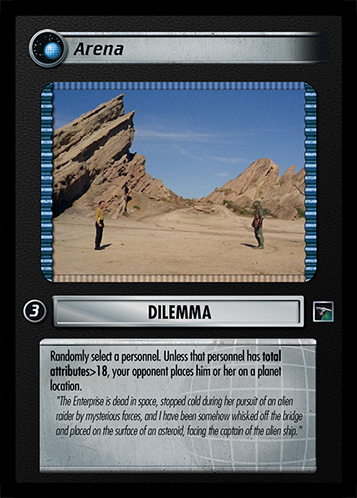 Arena
3
DILEMMA
Randomly select a personnel. Unless that personnel has total
attributes>18, your opponent places him or her on a planet
location.
"The Enterprise is dead in space, stopped cold during her pursuit of an alien
raider by mysterious forces, and I have been somehow whisked off the bridge
and placed on the surface of an asteroid, facing the captain of the alien ship."